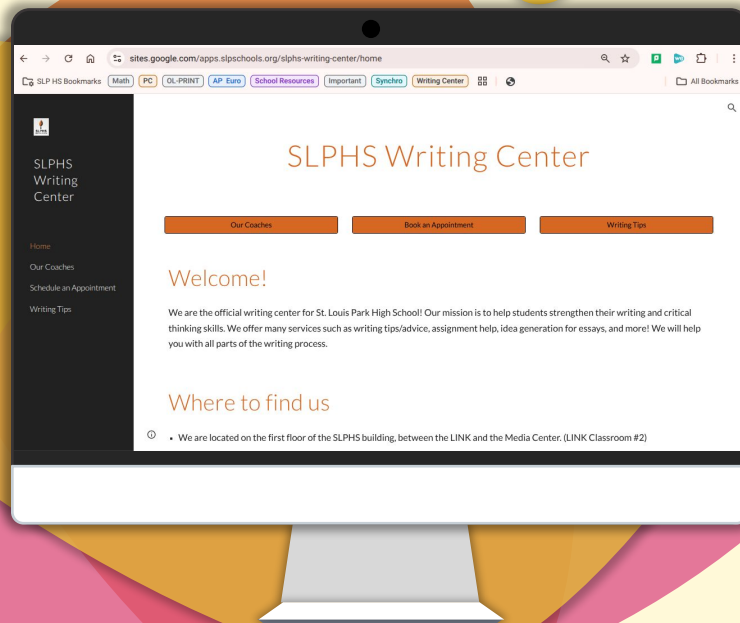 sites.google.com/apps.slpschools.org/slphs-writing-center/home
SLP HS Bookmarks
Math
PC
OL-PRINT
AP Euro
School Resources
Important
Synchro
Writing Center
All Bookmarks
SLPHS
Writing
Center
Home
Our Coaches
Schedule an Appointment
Writing Tips
SLPHS Writing Center
Our Coaches
Book an Appointment
Writing Tips
Welcome!
We are the official writing center for St. Louis Park High School! Our mission is to help students strengthen their writing and critical
thinking skills. We offer many services such as writing tips/advice, assignment help, idea generation for essays, and more! We will help
you with all parts of the writing process.
Where to find us
• We are located on the first floor of the SLPHS building, between the LINK and the Media Center. (LINK Classroom #2)